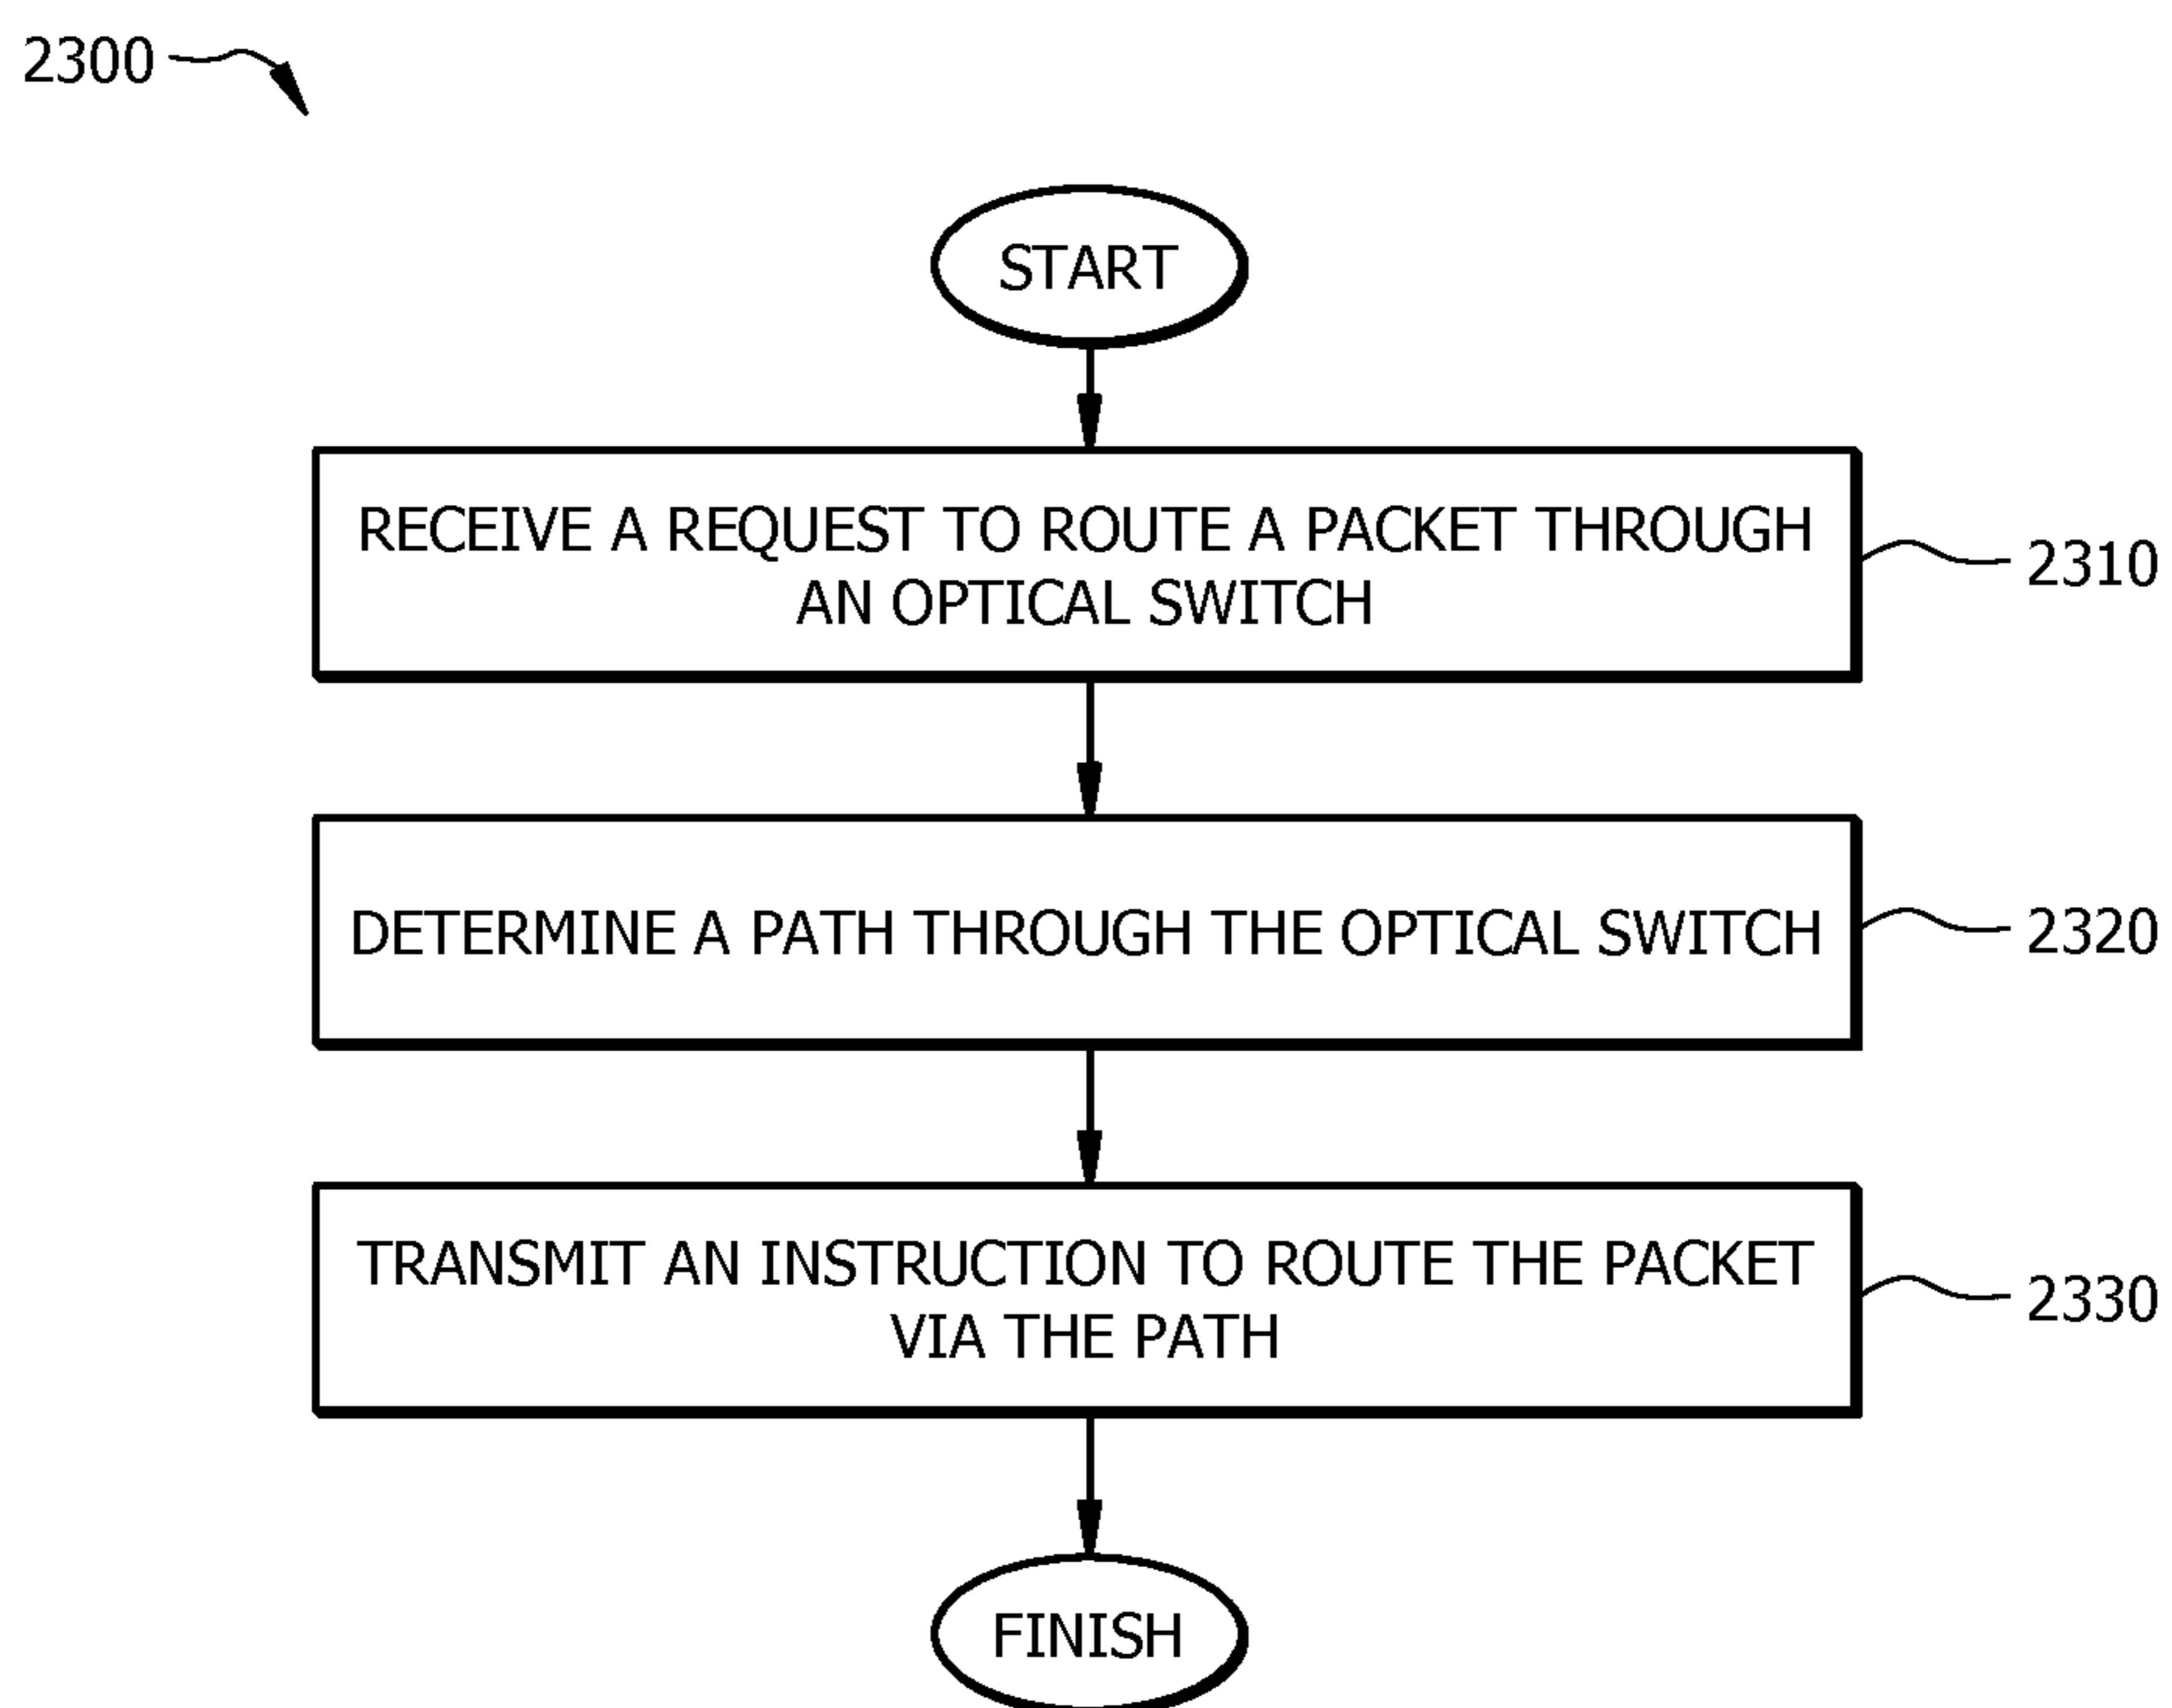 2300
START
RECEIVE A REQUEST TO ROUTE A PACKET THROUGH
AN OPTICAL SWITCH
2310
DETERMINE A PATH THROUGH THE OPTICAL SWITCH
2320
TRANSMIT AN INSTRUCTION TO ROUTE THE PACKET
VIA THE PATH
2330
FINISH